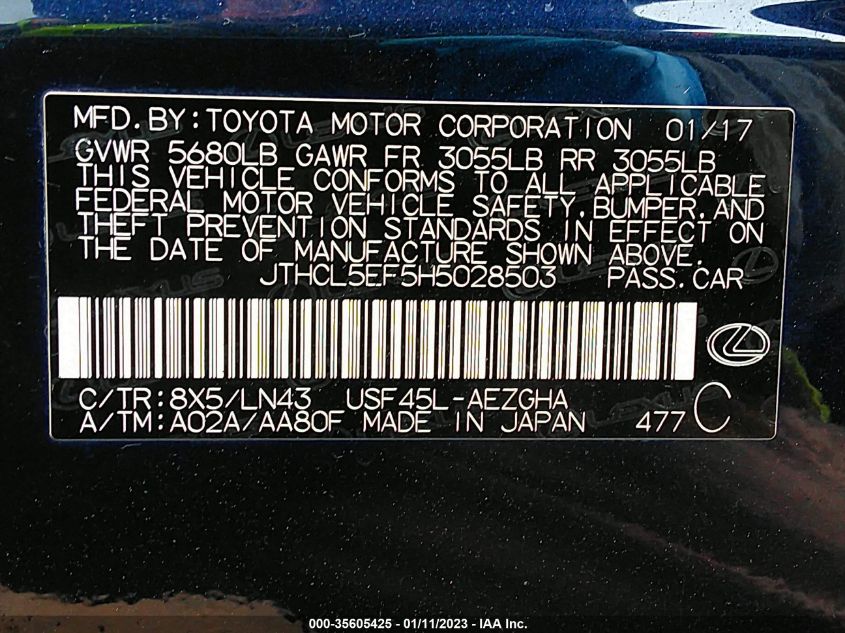 MFD. BY: TOYOTA MOTOR CORPORATION 01/17
GVWR 5680LB GAWR FR 3055LB RR 3055LB
THIS VEHICLE CONFORMS TO ALL APPLICABLE
FEDERAL MOTOR VEHICLE SAFETY, BUMPER, AND
THEFT PREVENTION STANDARDS IN EFFECT ON
THE DATE OF MANUFACTURE SHOWN ABOVE.
JTHCL5EF5H5028503 PASS. CAR
C/TR: 8X5/LN43 USF45L-AEZGHA
A/TM: A02A/AA80F MADE IN JAPAN 477 C
000-35605425 - 01/11/2023 - IAA Inc.